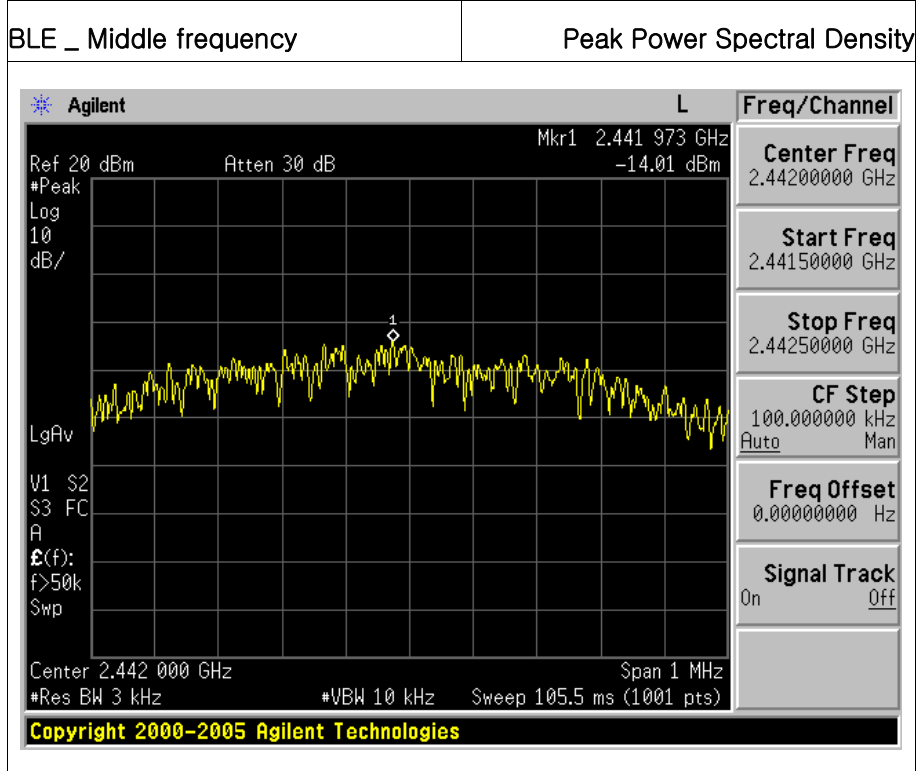 BLE _ Middle frequency
Peak Power Spectral Density
Agilent
L
Freq/Channel
Mkr1 2.441 973 GHz
Ref 20 dBm Atten 30 dB -14.01 dBm
#Peak
Log
10
dB/
1
LgAv
V1 S2
S3 FC
A
£(f):
f>50k
Swp
Center 2.442 000 GHz Span 1 MHz
#Res BW 3 kHz #VBW 10 kHz Sweep 105.5 ms (1001 pts)
Center Freq
2.44200000 GHz
Start Freq
2.44150000 GHz
Stop Freq
2.44250000 GHz
CF Step
100.000000 kHz
Auto Man
Freq Offset
0.00000000 Hz
Signal Track
On Off
Copyright 2000-2005 Agilent Technologies